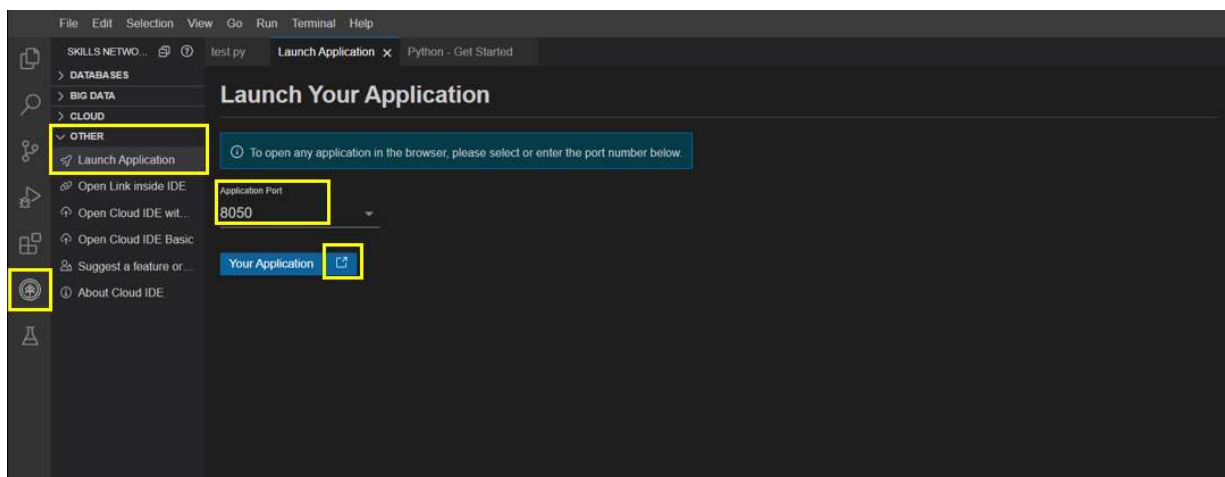 File Edit Selection View Go Run Terminal Help
SKILLS NETWO...
test.py Launch Application Python - Get Started
DATABASES
BIG DATA
CLOUD
OTHER
Launch Application
Open Link inside IDE
Open Cloud IDE wit...
Open Cloud IDE Basic
Suggest a feature or...
About Cloud IDE
Launch Your Application
To open any application in the browser, please select or enter the port number below.
Application Port
8050
Your Application